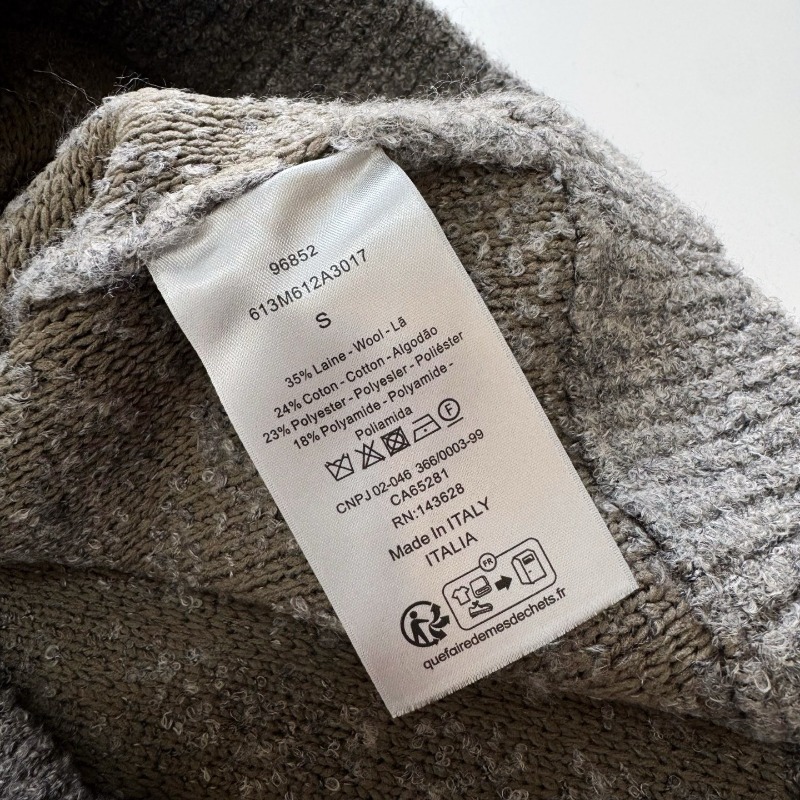 96852
613M612A3017
S
35% Laine - Wool - Lã
24% Coton - Cotton - Algodão
23% Polyester - Polyesler - Poliéster
18% Polyamide - Polyamide -
Poliamida
F
CNPJ 02-046 366/0003-99
CA65281
RN:143628
Made In ITALY
ITALIA
FR
quefairedemesdechets.fr